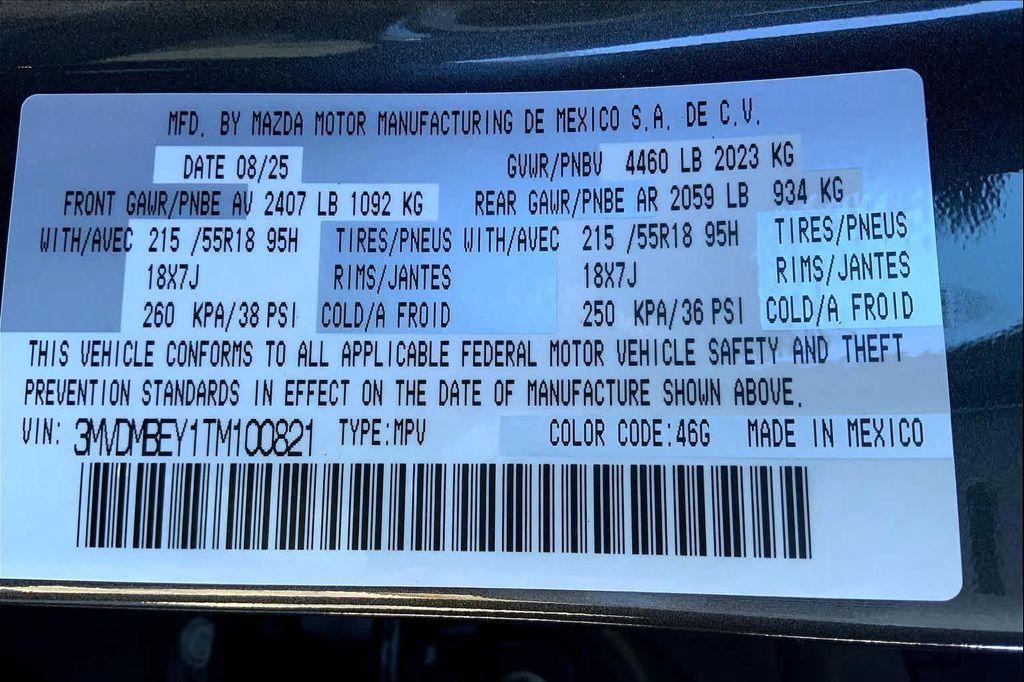 MFD. BY MAZDA MOTOR MANUFACTURING DE MEXICO S.A. DE C.V.
DATE 08/25 GVWR/PNBV 4460 LB 2023 KG
FRONT GAWR/PNBE AV 2407 LB 1092 KG REAR GAWR/PNBE AR 2059 LB 934 KG
WITH/AVEC 215 /55R18 95H TIRES/PNEUS WITH/AVEC 215 /55R18 95H TIRES/PNEUS
18X7J RIMS/JANTES 18X7J RIMS/JANTES
260 KPA/38 PSI COLD/A FROID 250 KPA/36 PSI COLD/A FROID
THIS VEHICLE CONFORMS TO ALL APPLICABLE FEDERAL MOTOR VEHICLE SAFETY AND THEFT
PREVENTION STANDARDS IN EFFECT ON THE DATE OF MANUFACTURE SHOWN ABOVE.
VIN: 3MVDMBEY1TM100821 TYPE:MPV COLOR CODE:46G MADE IN MEXICO